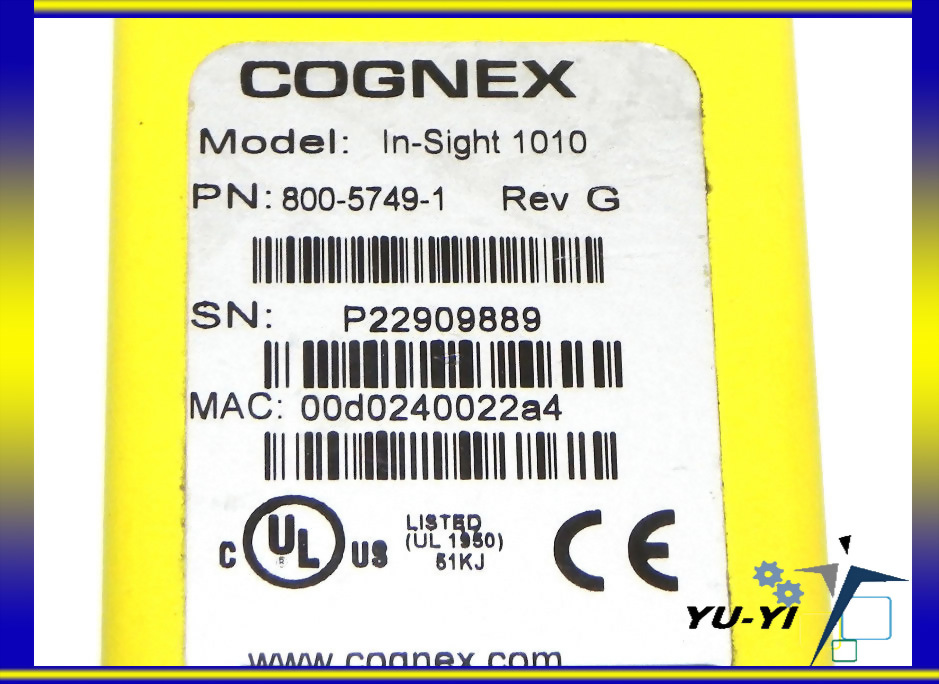 COGNEX
Model: In-Sight 1010
PN: 800-5749-1 Rev G
SN: P22909889
MAC: 00d0240022a4
C UL US
LISTED
(UL 1950)
51KJ
CE
www.cognex.com
YU-YI